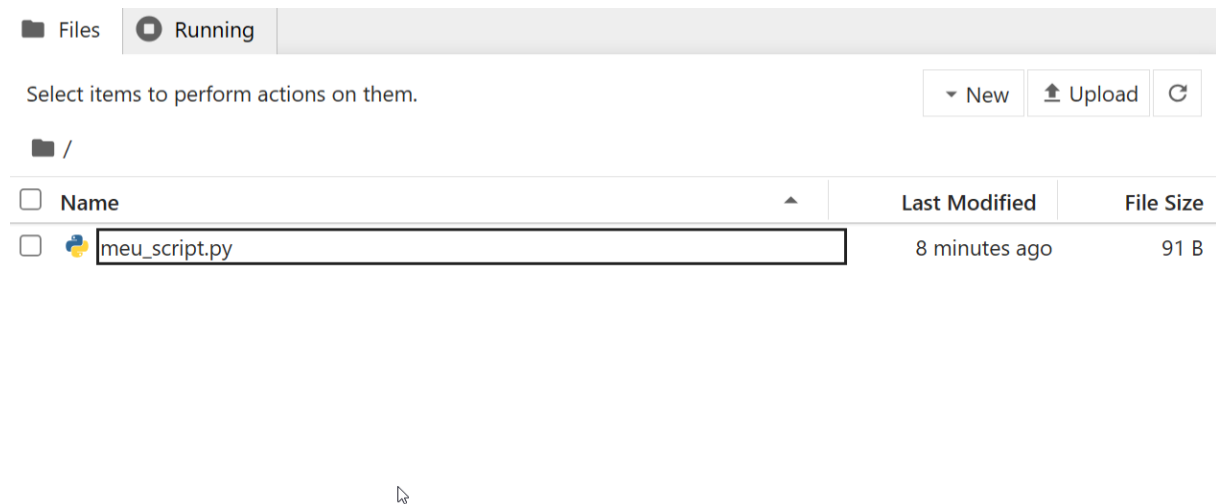 Files Running
Select items to perform actions on them. New Upload
/
Name Last Modified File Size
meu_script.py 8 minutes ago 91 B